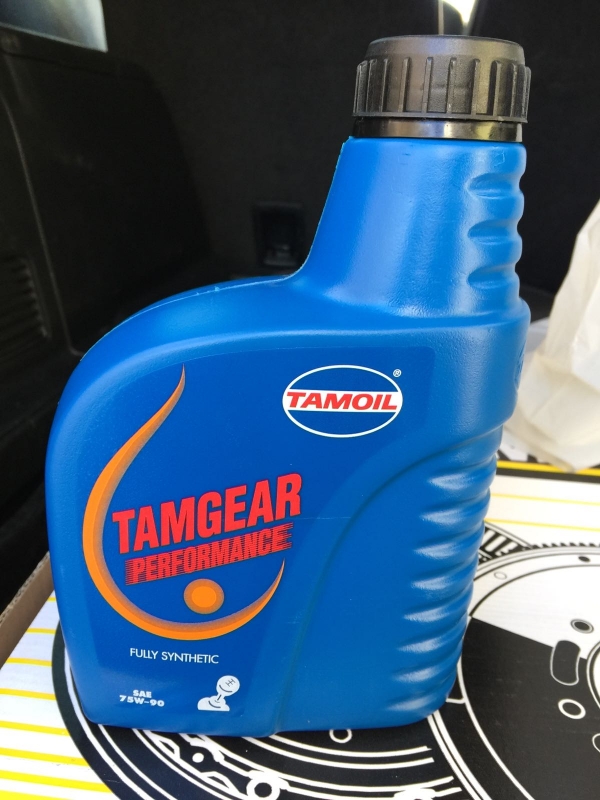 TAMOIL®
TAMGEAR
PERFORMANCE
FULLY SYNTHETIC
SAE
75W-90